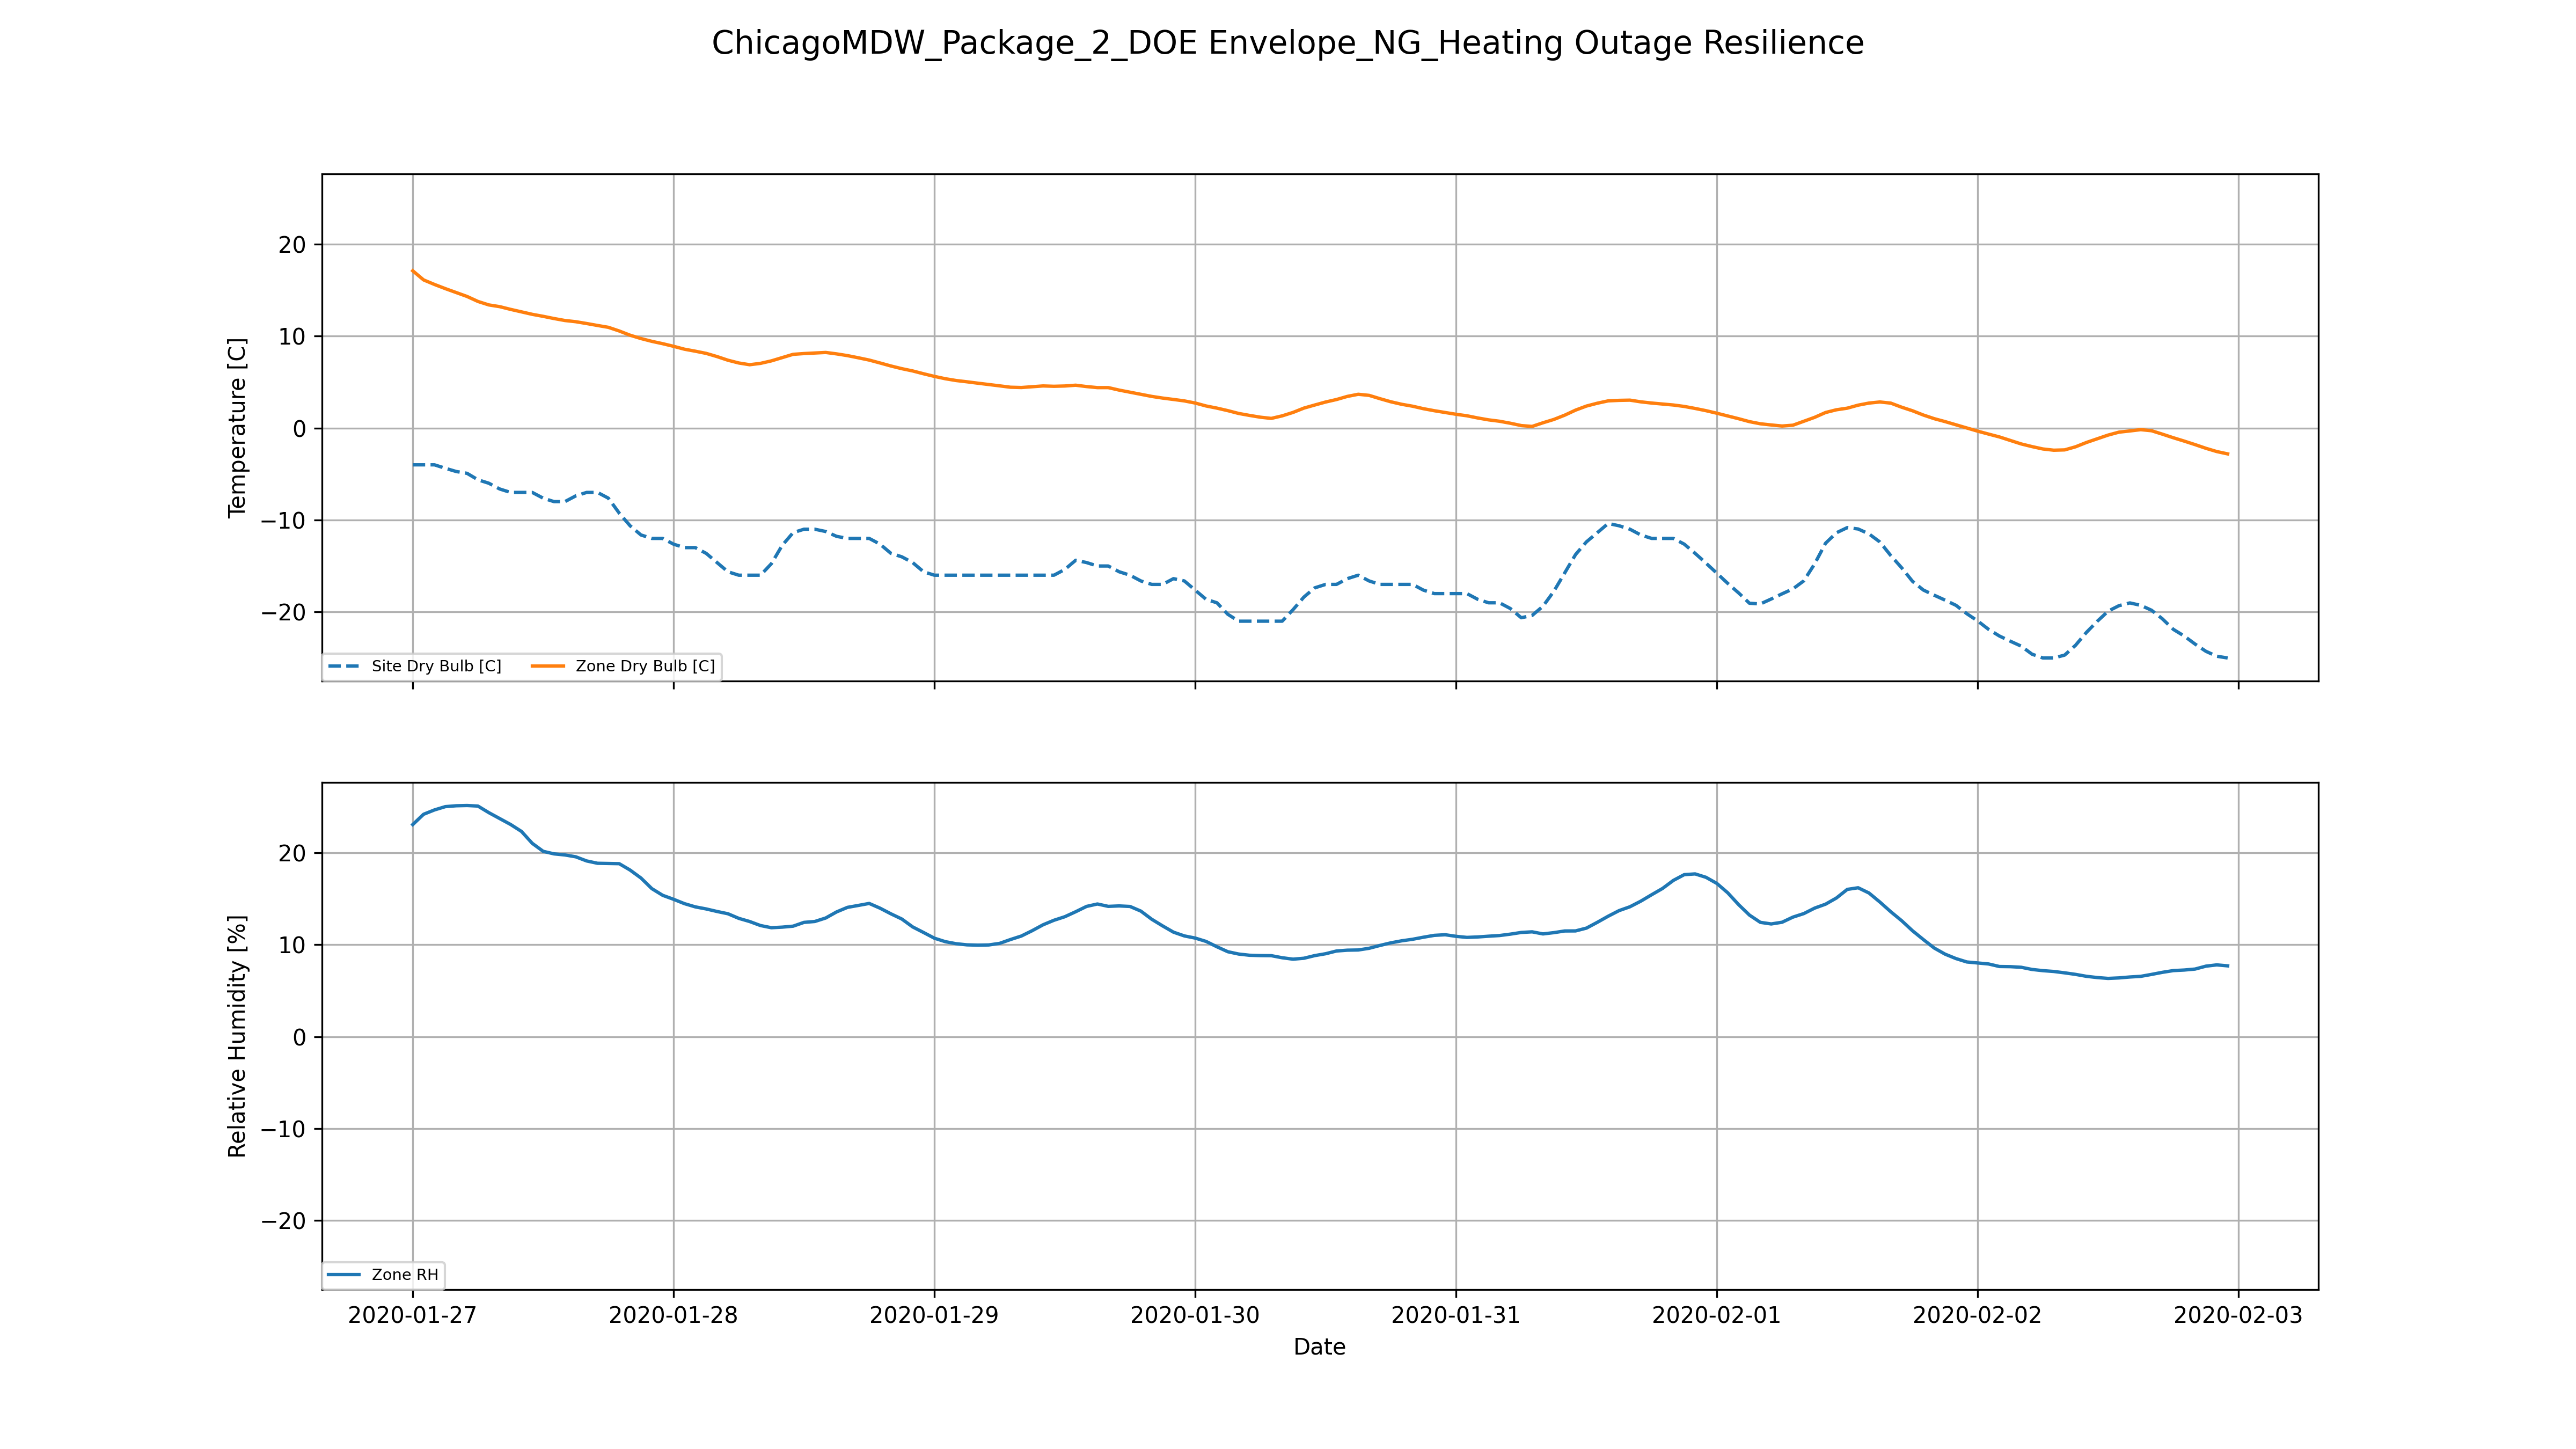 ChicagoMDW_Package_2_DOE Envelope_NG_Heating Outage Resilience
Temperature [C]
20
10
0
−10
−20
Site Dry Bulb [C] Zone Dry Bulb [C]
Relative Humidity [%]
20
10
0
−10
−20
Zone RH
2020-01-27 2020-01-28 2020-01-29 2020-01-30 2020-01-31 2020-02-01 2020-02-02 2020-02-03
Date